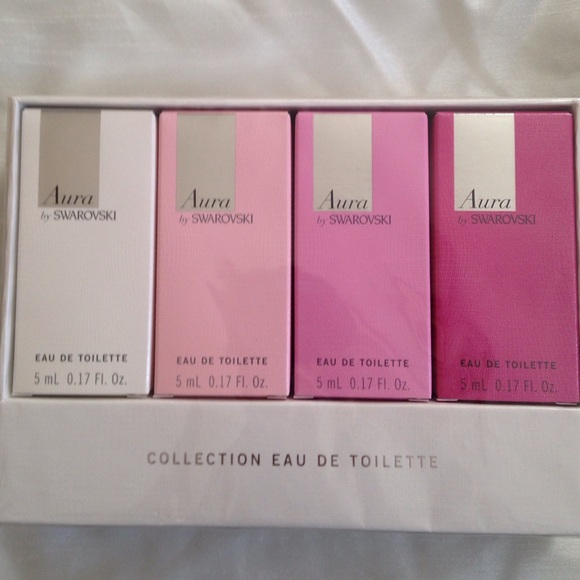 Aura
by SWAROVSKI
EAU DE TOILETTE
5 mL 0.17 Fl. Oz.
Aura
by SWAROVSKI
EAU DE TOILETTE
5 mL 0.17 Fl. Oz.
Aura
by SWAROVSKI
EAU DE TOILETTE
5 mL 0.17 Fl. Oz.
Aura
by SWAROVSKI
EAU DE TOILETTE
5 mL 0.17 Fl. Oz.
COLLECTION EAU DE TOILETTE